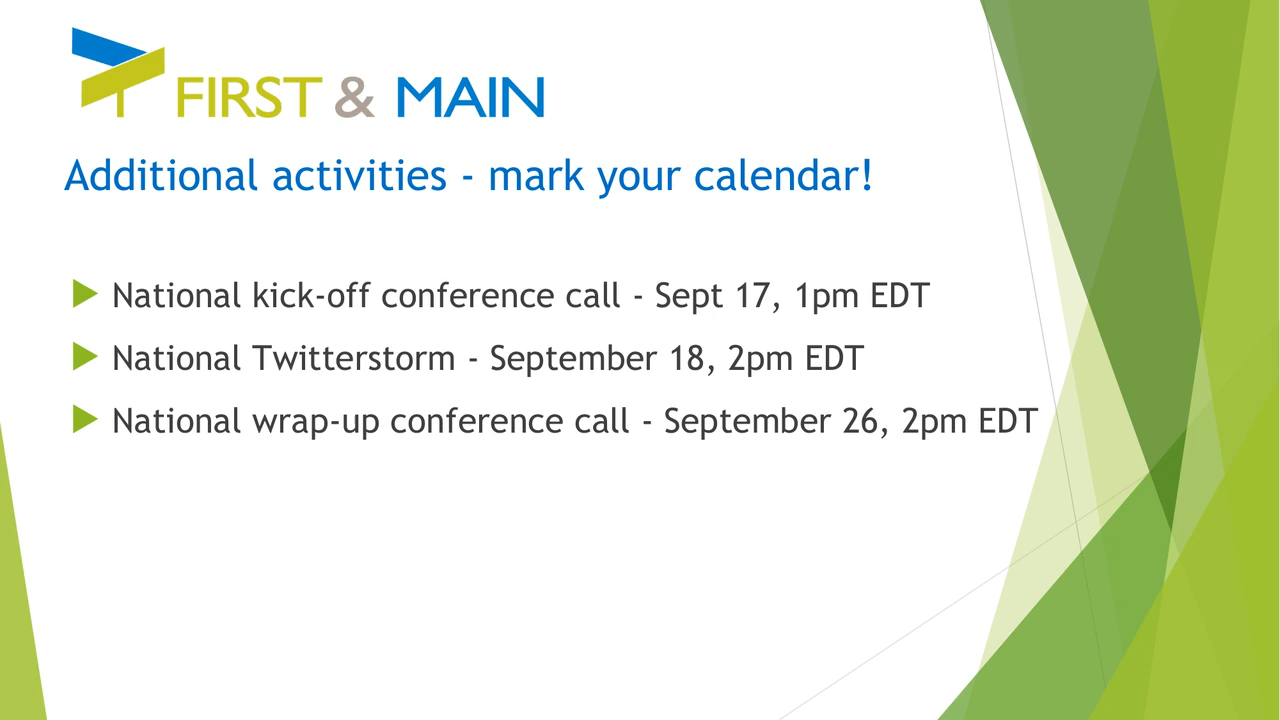 FIRST & MAIN
Additional activities - mark your calendar!
National kick-off conference call - Sept 17, 1pm EDT
National Twitterstorm - September 18, 2pm EDT
National wrap-up conference call - September 26, 2pm EDT